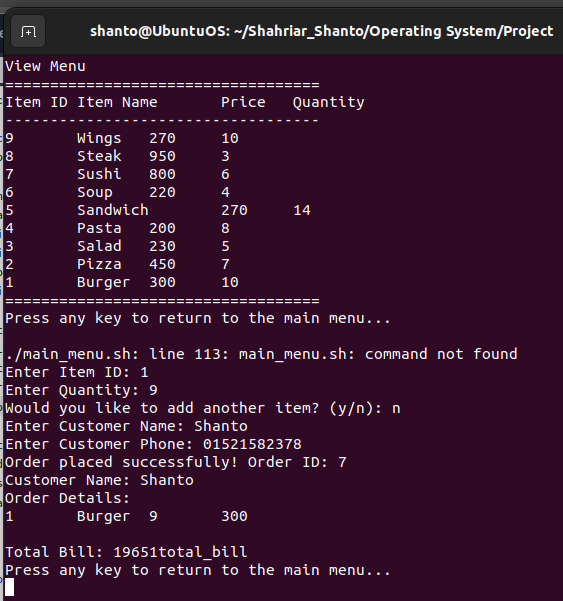 shanto@UbuntuOS: ~/Shahriar_Shanto/Operating System/Project
View Menu
===================================
Item ID Item Name       Price   Quantity
-----------------------------------
9       Wings   270     10
8       Steak   950     3
7       Sushi   800     6
6       Soup    220     4
5       Sandwich        270     14
4       Pasta   200     8
3       Salad   230     5
2       Pizza   450     7
1       Burger  300     10
===================================
Press any key to return to the main menu...
./main_menu.sh: line 113: main_menu.sh: command not found
Enter Item ID: 1
Enter Quantity: 9
Would you like to add another item? (y/n): n
Enter Customer Name: Shanto
Enter Customer Phone: 01521582378
Order placed successfully! Order ID: 7
Customer Name: Shanto
Order Details:
1       Burger  9       300
Total Bill: 19651total_bill
Press any key to return to the main menu...